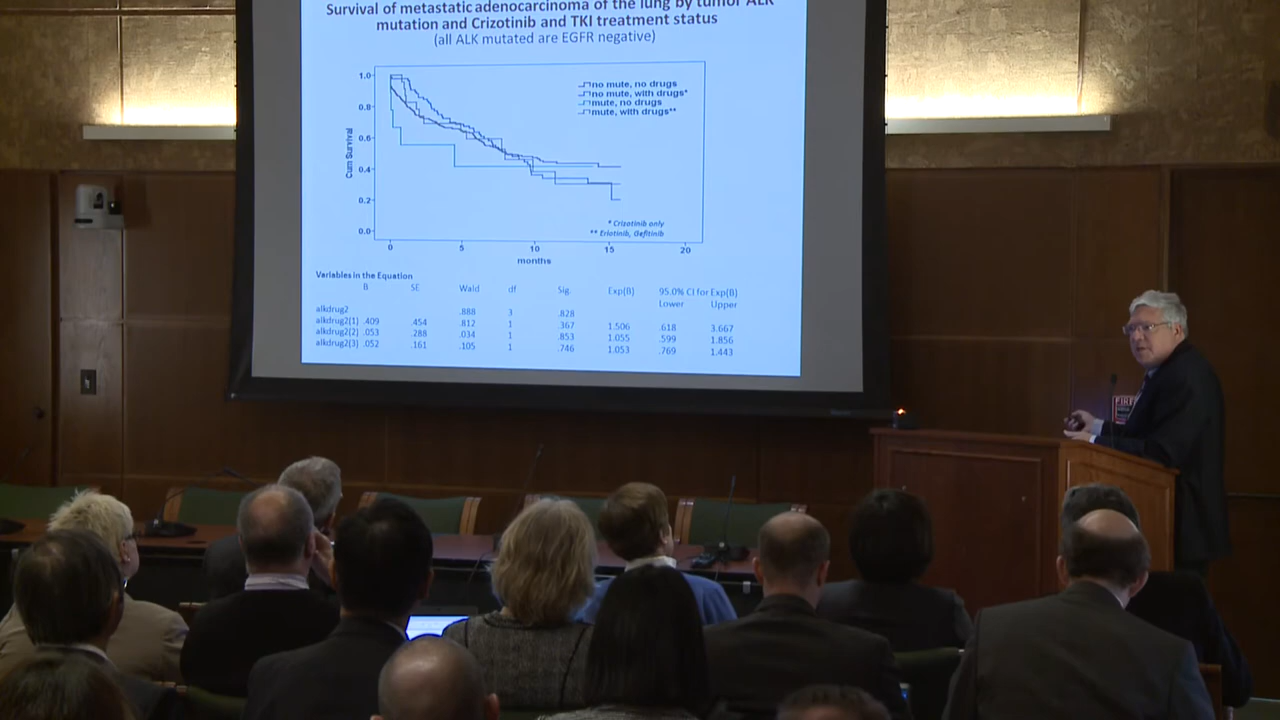 Survival of metastatic adenocarcinoma of the lung by tumor ALK
mutation and Crizotinib and TKI treatment status
(all ALK mutated are EGFR negative)
no mute, no drugs
no mute, with drugs*
mute, no drugs
mute, with drugs**
1.0
0.8
0.6
0.4
0.2
0.0
Cum Survival
* Crizotinib only
** Erlotinib, Gefitinib
0 5 10 15 20
months
Variables in the Equation
B SE Wald df Sig. Exp(B) 95.0% CI for Exp(B)
Lower Upper
alkdrug2 .888 3 .828
alkdrug2(1) .409 .454 .812 1 .367 1.506 .618 3.667
alkdrug2(2) .053 .288 .034 1 .853 1.055 .599 1.856
alkdrug2(3) .052 .161 .105 1 .746 1.053 .769 1.443
FIRE